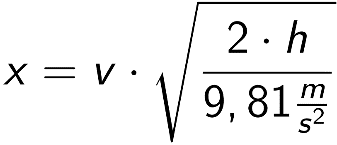 x = v · √(2 · h / 9,81 m/s²)